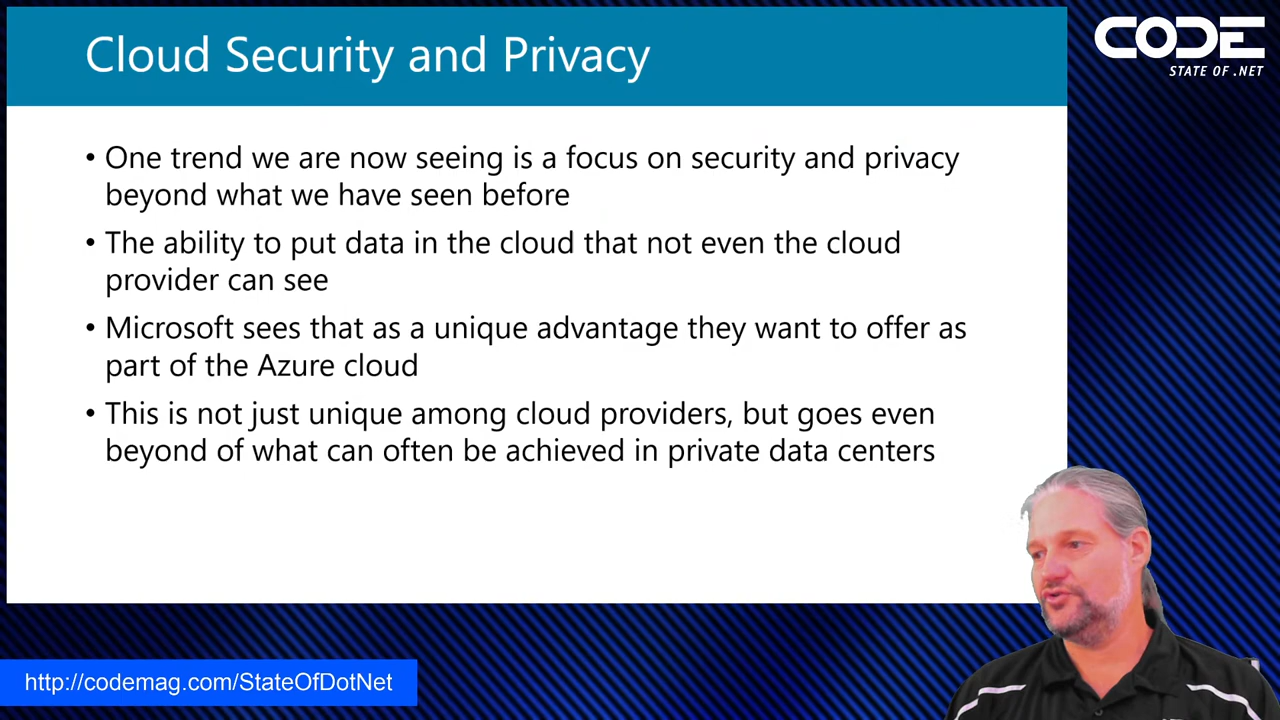 Cloud Security and Privacy
CODE
STATE OF .NET
• One trend we are now seeing is a focus on security and privacy
beyond what we have seen before
• The ability to put data in the cloud that not even the cloud
provider can see
• Microsoft sees that as a unique advantage they want to offer as
part of the Azure cloud
• This is not just unique among cloud providers, but goes even
beyond of what can often be achieved in private data centers
http://codemag.com/StateOfDotNet